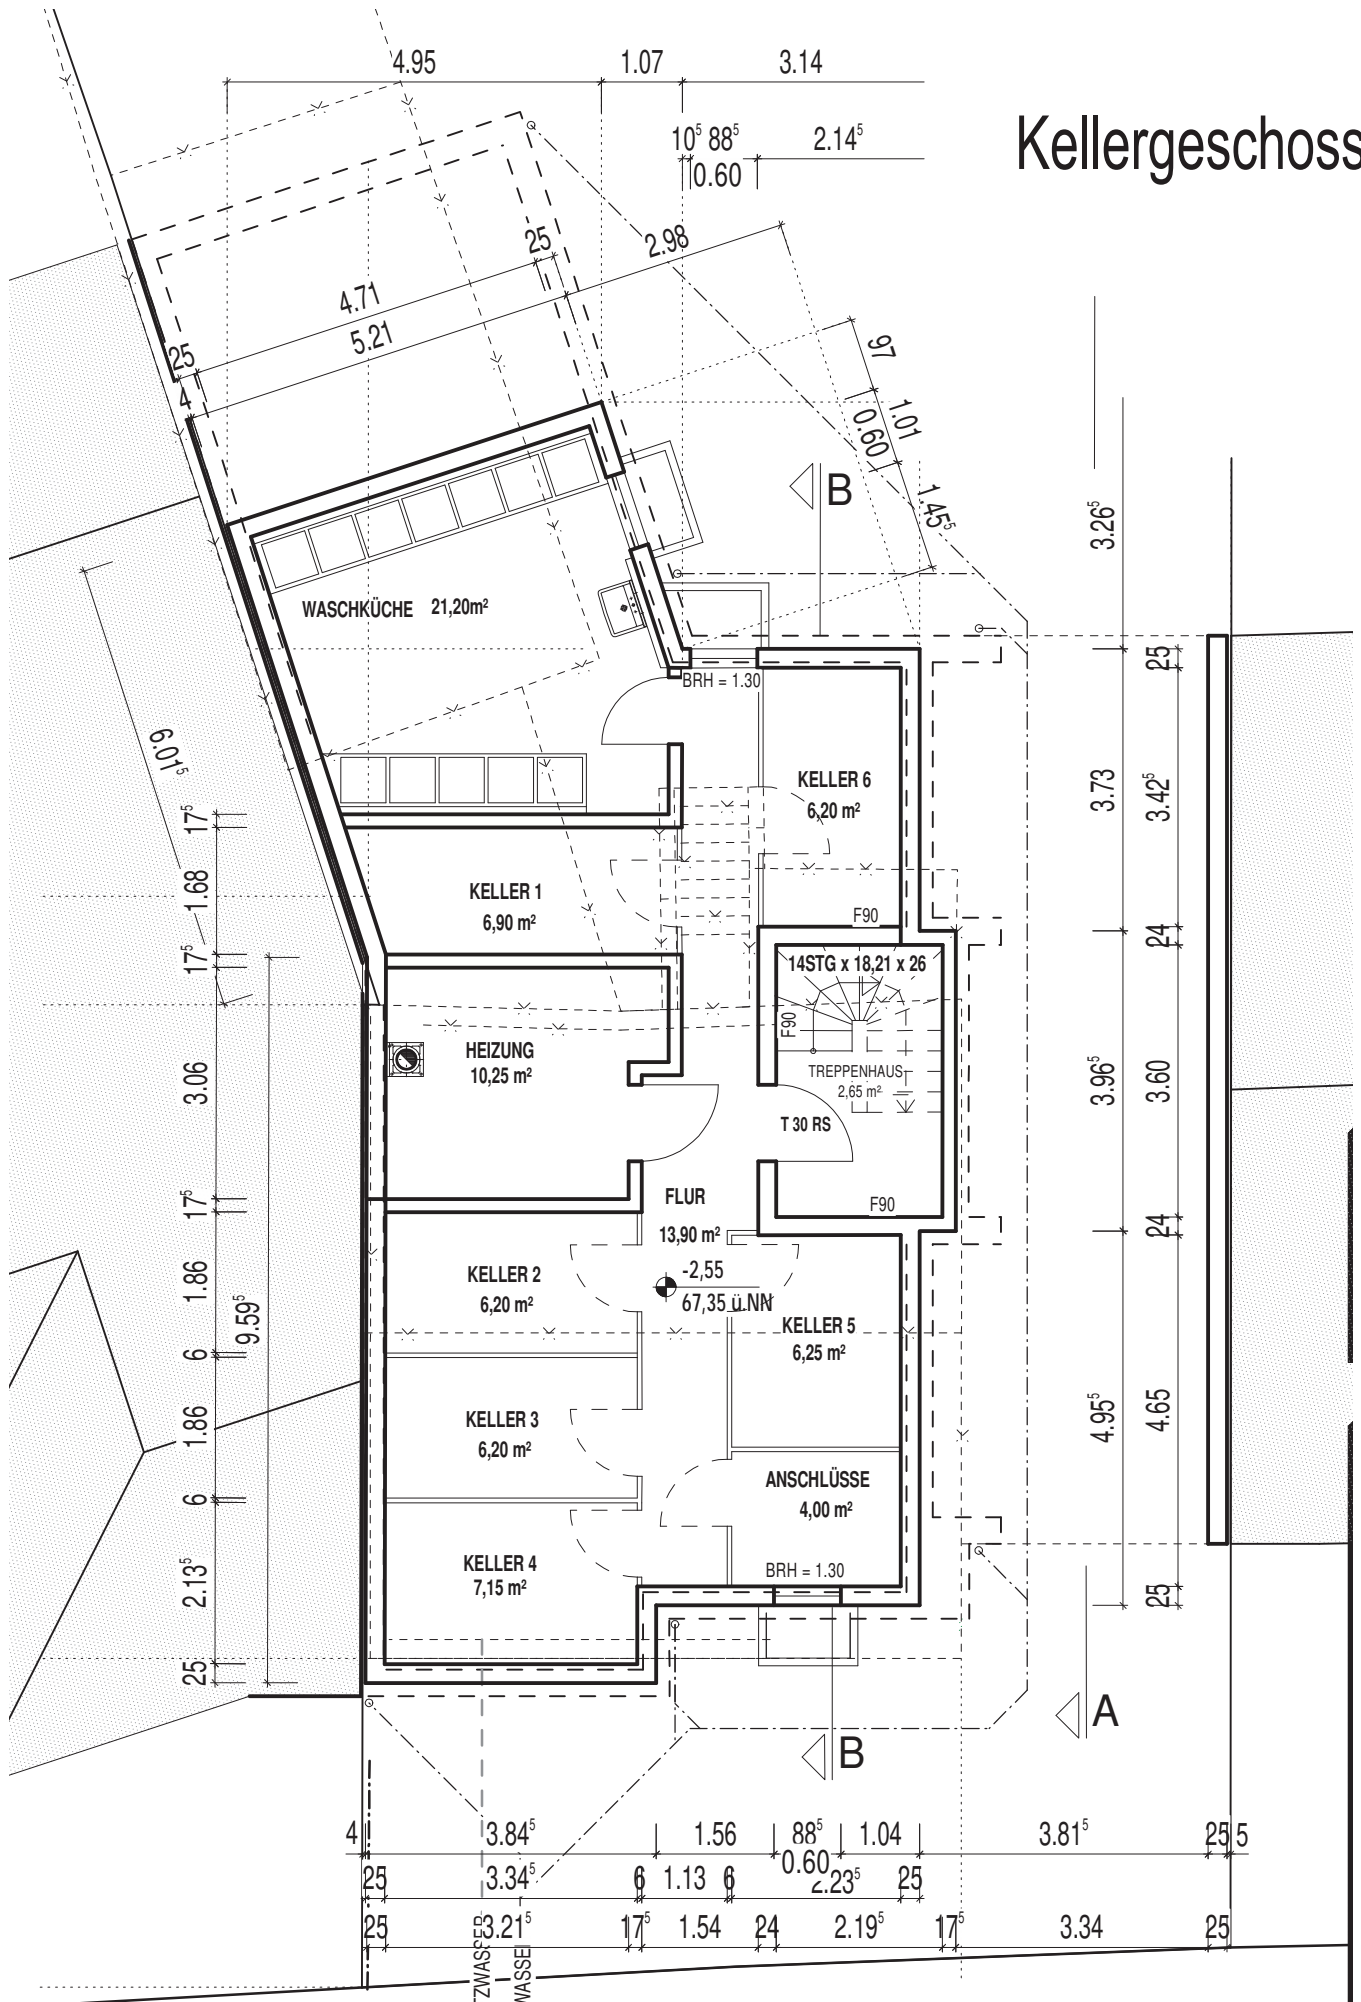 4.95 1.07 3.14
Kellergeschoss
10⁵ 88⁵ 2.14⁵
0.60
25 2.98
4.71
5.21
25
4
97
1.01
0.60
1.45⁵
B
3.26⁵
WASCHKÜCHE 21,20m²
BRH = 1.30
25
6.01⁵
17⁵
KELLER 6
6,20 m²
3.73 3.42⁵
1.68
KELLER 1
6,90 m²
F90
24
17⁵
14STG x 18,21 x 26
F90
HEIZUNG
10,25 m²
TREPPENHAUS
2,65 m²
3.06
3.96⁵ 3.60
T 30 RS
17⁵
FLUR
13,90 m²
F90
24
KELLER 2
6,20 m²
-2,55
67,35 ü.NN
1.86
9.59⁵
KELLER 5
6,25 m²
6
KELLER 3
6,20 m²
1.86
4.95⁵ 4.65
6
ANSCHLÜSSE
4,00 m²
KELLER 4
7,15 m²
BRH = 1.30
2.13⁵
25
25
A
B
4 3.84⁵ 1.56 88⁵ 1.04 3.81⁵ 25 5
0.60
25 3.34⁵ 6 1.13 6 2.23⁵ 25
25 3.21⁵ 17⁵ 1.54 24 2.19⁵ 17⁵ 3.34 25